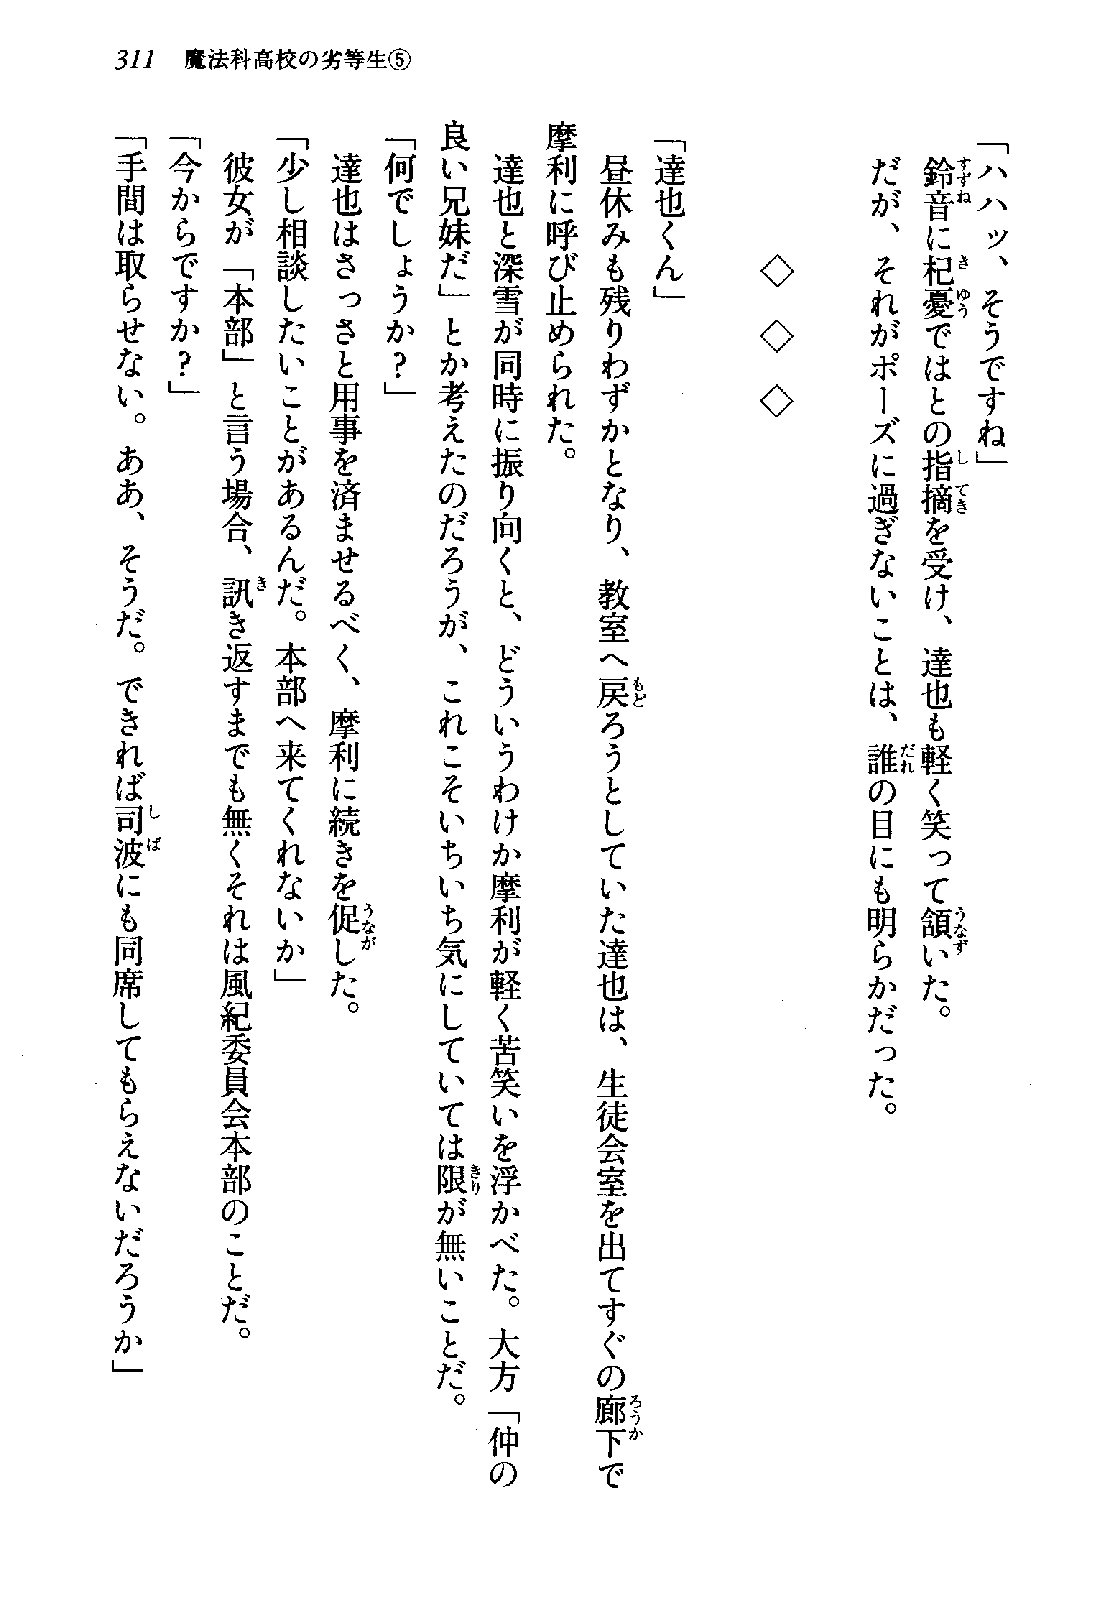 311 魔法科高校の劣等生⑤
「ハハッ、そうですね」
鈴音に杞憂ではとの指摘を受け、達也も軽く笑って頷いた。
だが、それがポーズに過ぎないことは、誰の目にも明らかだった。
◇ ◇ ◇
「達也くん」
昼休みも残りわずかとなり、教室へ戻ろうとしていた達也は、生徒会室を出てすぐの廊下で
摩利に呼び止められた。
達也と深雪が同時に振り向くと、どういうわけか摩利が軽く苦笑いを浮かべた。大方「仲の
良い兄妹だ」とか考えたのだろうが、これこそいちいち気にしていては限が無いことだ。
「何でしょうか?」
達也はさっさと用事を済ませるべく、摩利に続きを促した。
「少し相談したいことがあるんだ。本部へ来てくれないか」
彼女が「本部」と言う場合、訊き返すまでも無くそれは風紀委員会本部のことだ。
「今からですか?」
「手間は取らせない。ああ、そうだ。できれば司波にも同席してもらえないだろうか」